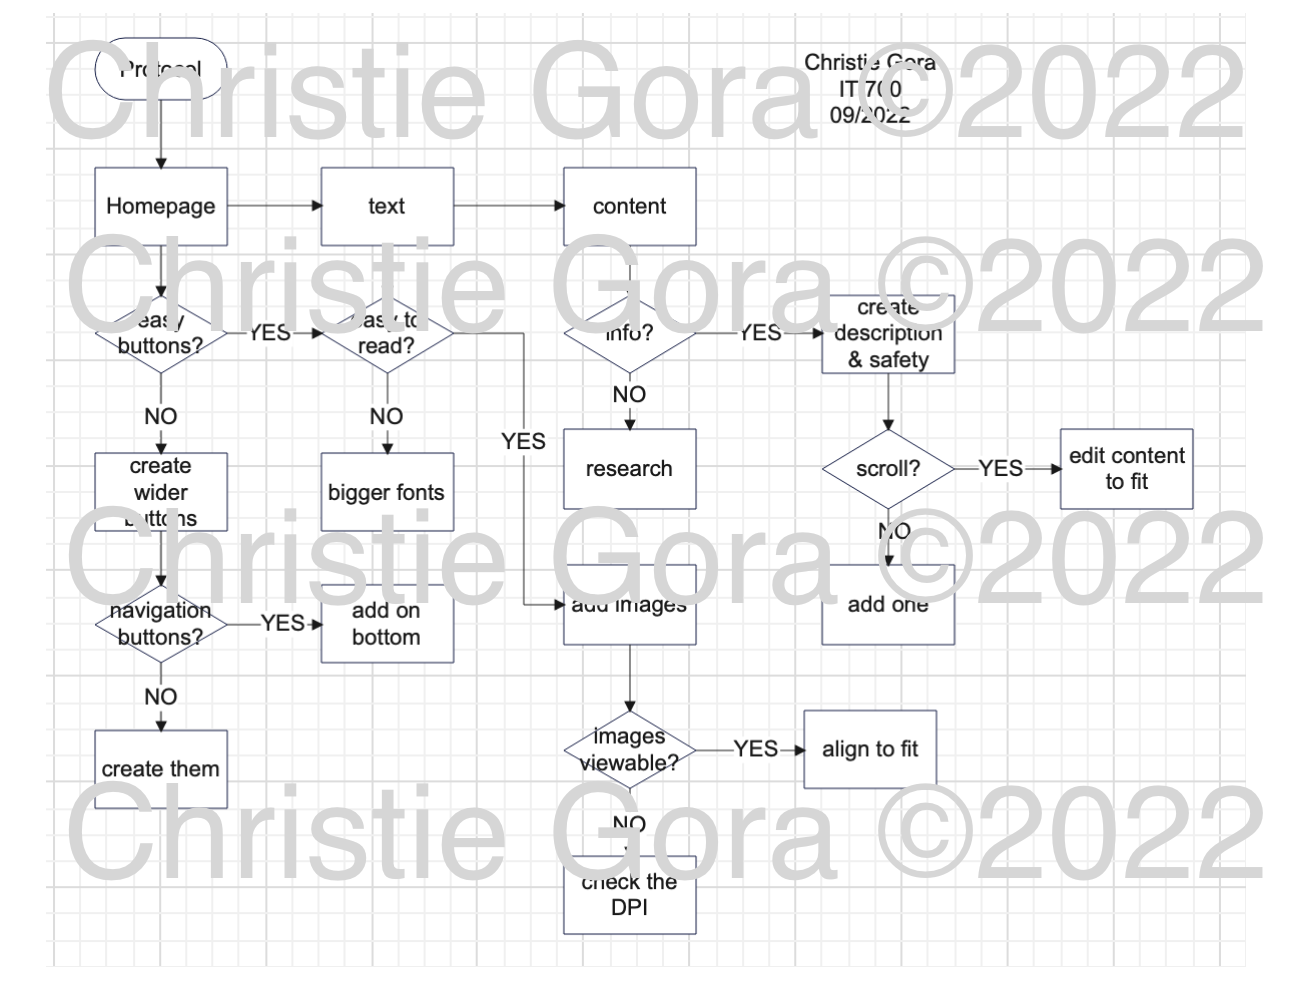 Christie Gora ©2022
Protocol
Christie Gora
IT 700
09/2022
Homepage
text
content
Christie Gora ©2022
easy
buttons?
YES
easy to
read?
info?
YES
create
description
& safety
NO
NO
YES
NO
create
wider
buttons
bigger fonts
research
scroll?
YES
edit content
to fit
Christie Gora ©2022
NO
navigation
buttons?
YES
add on
bottom
add images
add one
NO
create them
images
viewable?
YES
align to fit
Christie Gora ©2022
NO
check the
DPI